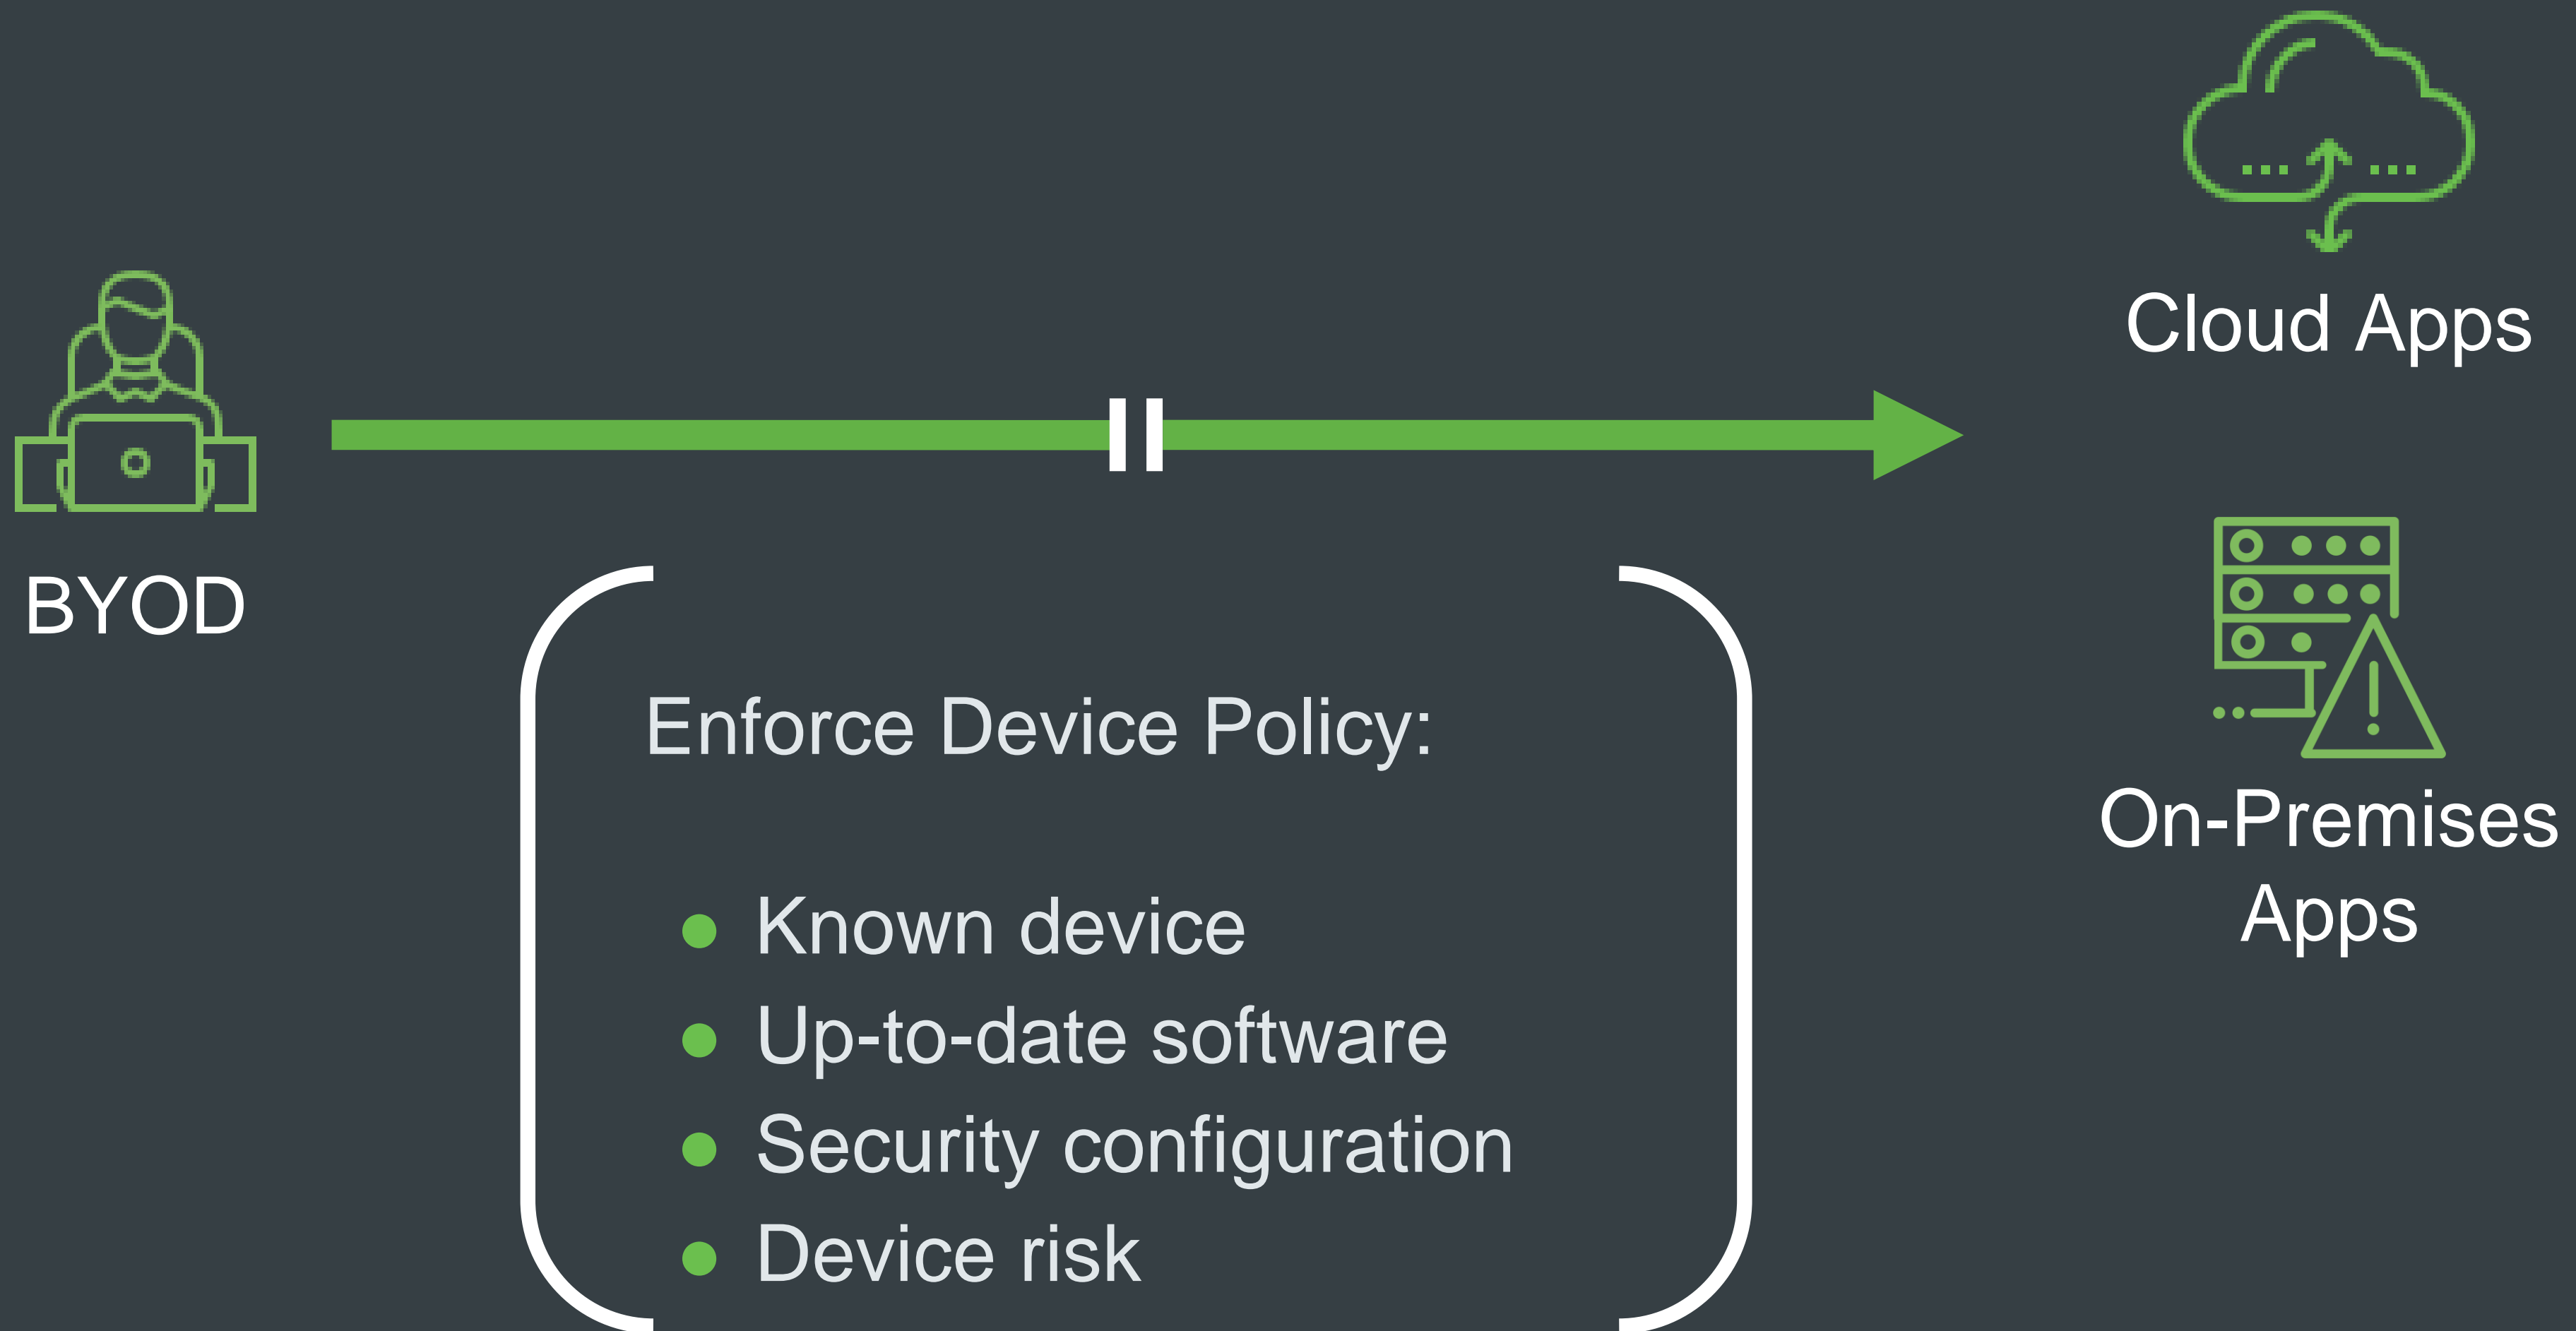 BYOD
Enforce Device Policy:
Known device
Up-to-date software
Security configuration
Device risk
Cloud Apps
On-Premises
Apps